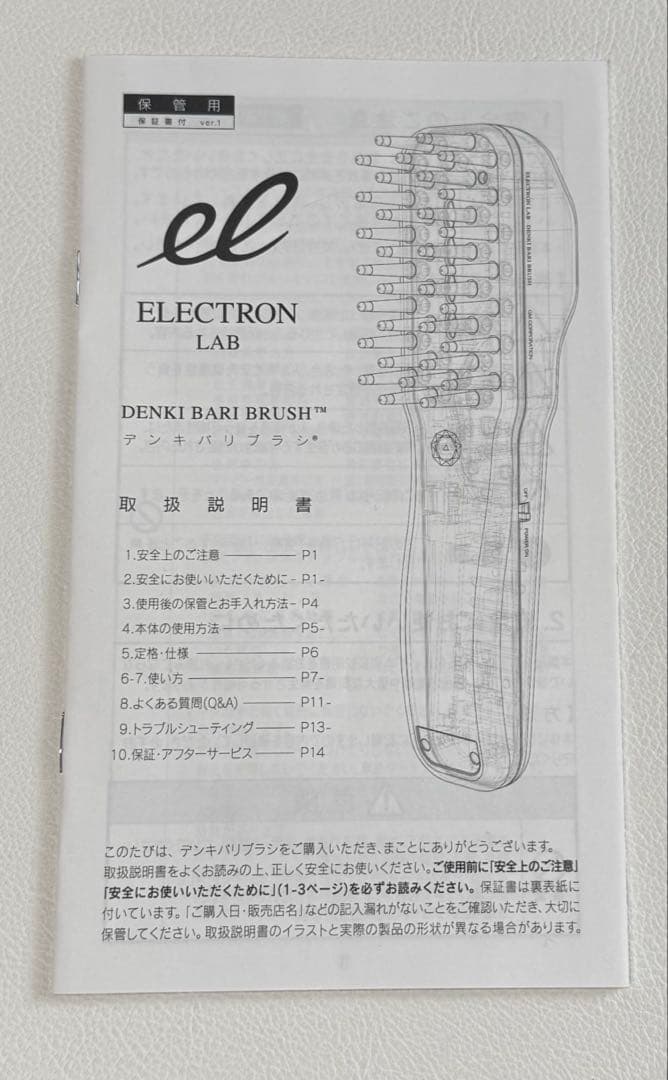 保管用
保証書付 ver.1
el
ELECTRON
LAB
DENKI BARI BRUSH™
デンキバリブラシ®
取扱説明書
1.安全上のご注意 ――― P1
2.安全にお使いいただくために - P1-
3.使用後の保管とお手入れ方法 - P4
4.本体の使用方法 ――― P5-
5.定格・仕様 ――― P6
6-7.使い方 ――― P7-
8.よくある質問(Q&A) ――― P11-
9.トラブルシューティング ――― P13-
10.保証・アフターサービス ――― P14
ELECTRON LAB DENKI BARI BRUSH
GM CORPORATION
OFF
POWER ON
このたびは、デンキバリブラシをご購入いただき、まことにありがとうございます。
取扱説明書をよくお読みの上、正しく安全にお使いください。ご使用前に「安全上のご注意」
「安全にお使いいただくために」(1-3ページ)を必ずお読みください。保証書は裏表紙に
付いています。「ご購入日・販売店名」などの記入漏れがないことをご確認いただき、大切に
保管してください。取扱説明書のイラストと実際の製品の形状が異なる場合があります。